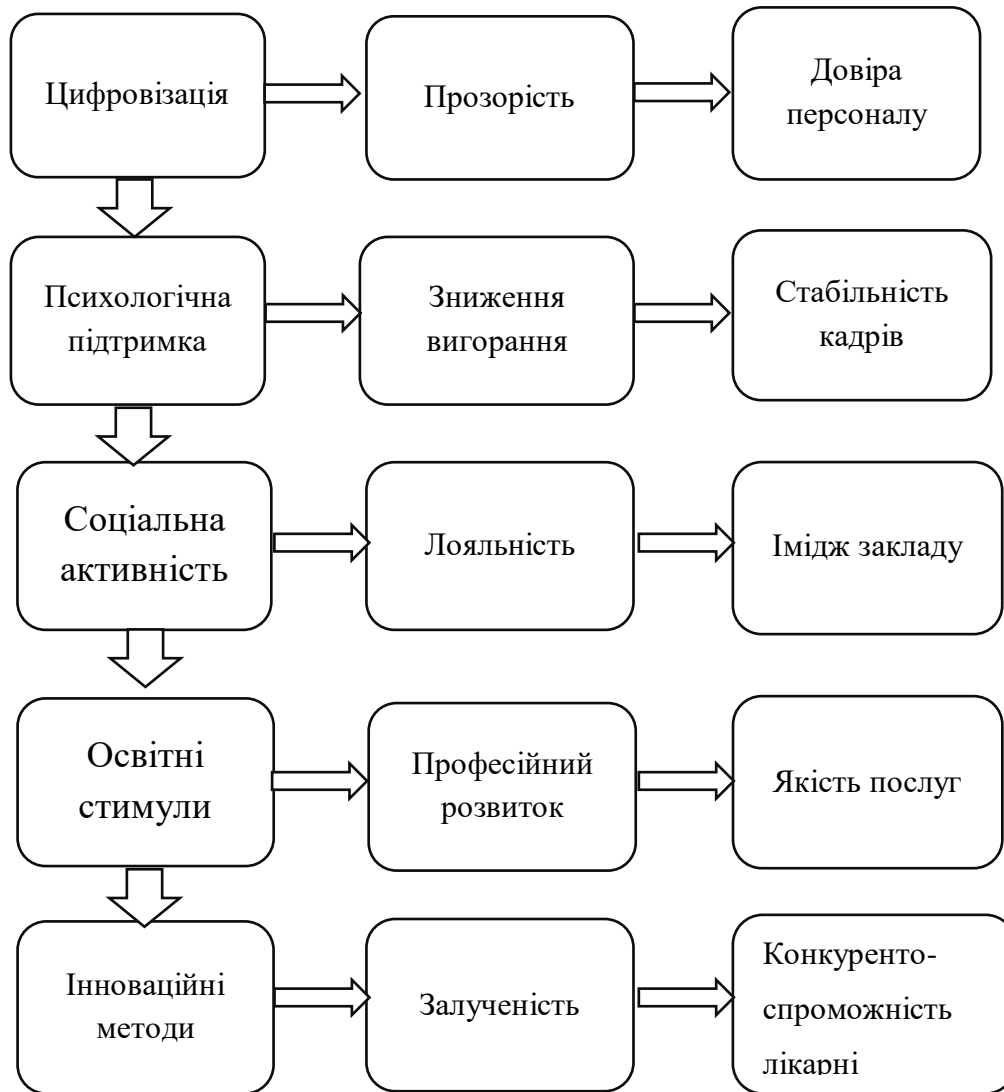 Цифровізація
Прозорість
Довіра
персоналу
Психологічна
підтримка
Зниження
вигорання
Стабільність
кадрів
Соціальна
активність
Лояльність
Імідж закладу
Освітні
стимули
Професійний
розвиток
Якість послуг
Інноваційні
методи
Залученість
Конкуренто-
спроможність
лікарні